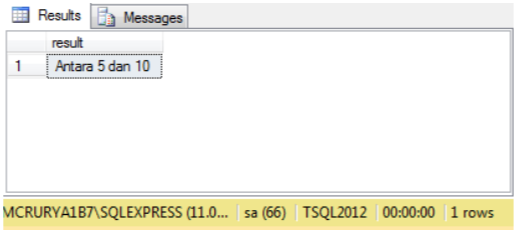 Results Messages
result
1 Antara 5 dan 10
MCRURYA1B7\SQLEXPRESS (11.0... sa (66) TSQL2012 00:00:00 1 rows